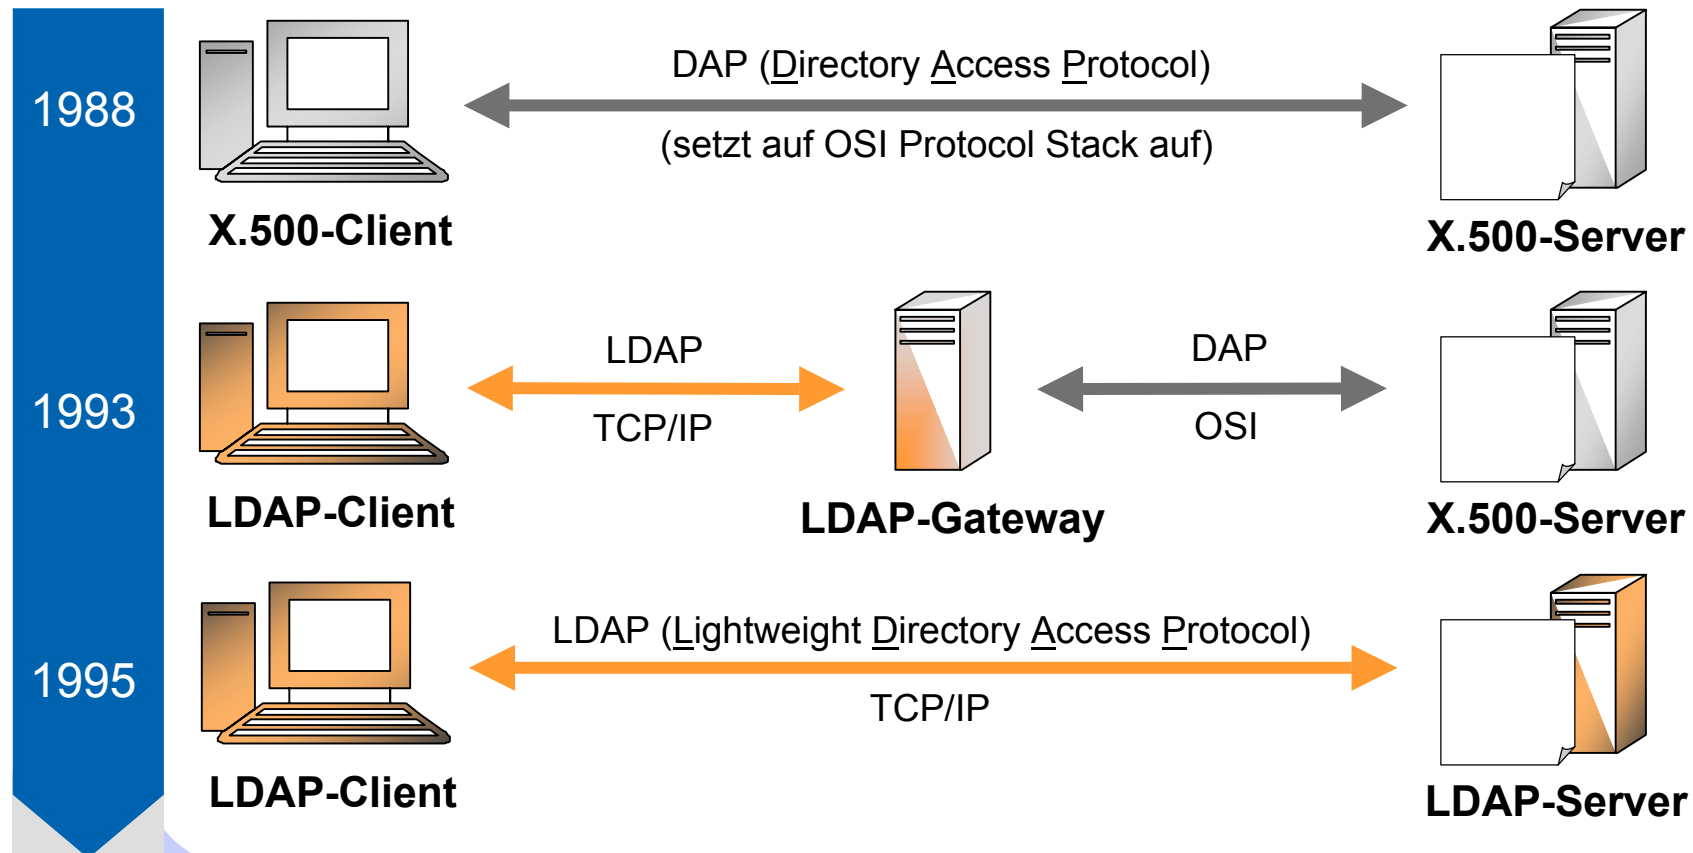 1988
DAP (Directory Access Protocol)
(setzt auf OSI Protocol Stack auf)
X.500-Client
X.500-Server
1993
LDAP
TCP/IP
DAP
OSI
LDAP-Client
LDAP-Gateway
X.500-Server
1995
LDAP (Lightweight Directory Access Protocol)
TCP/IP
LDAP-Client
LDAP-Server